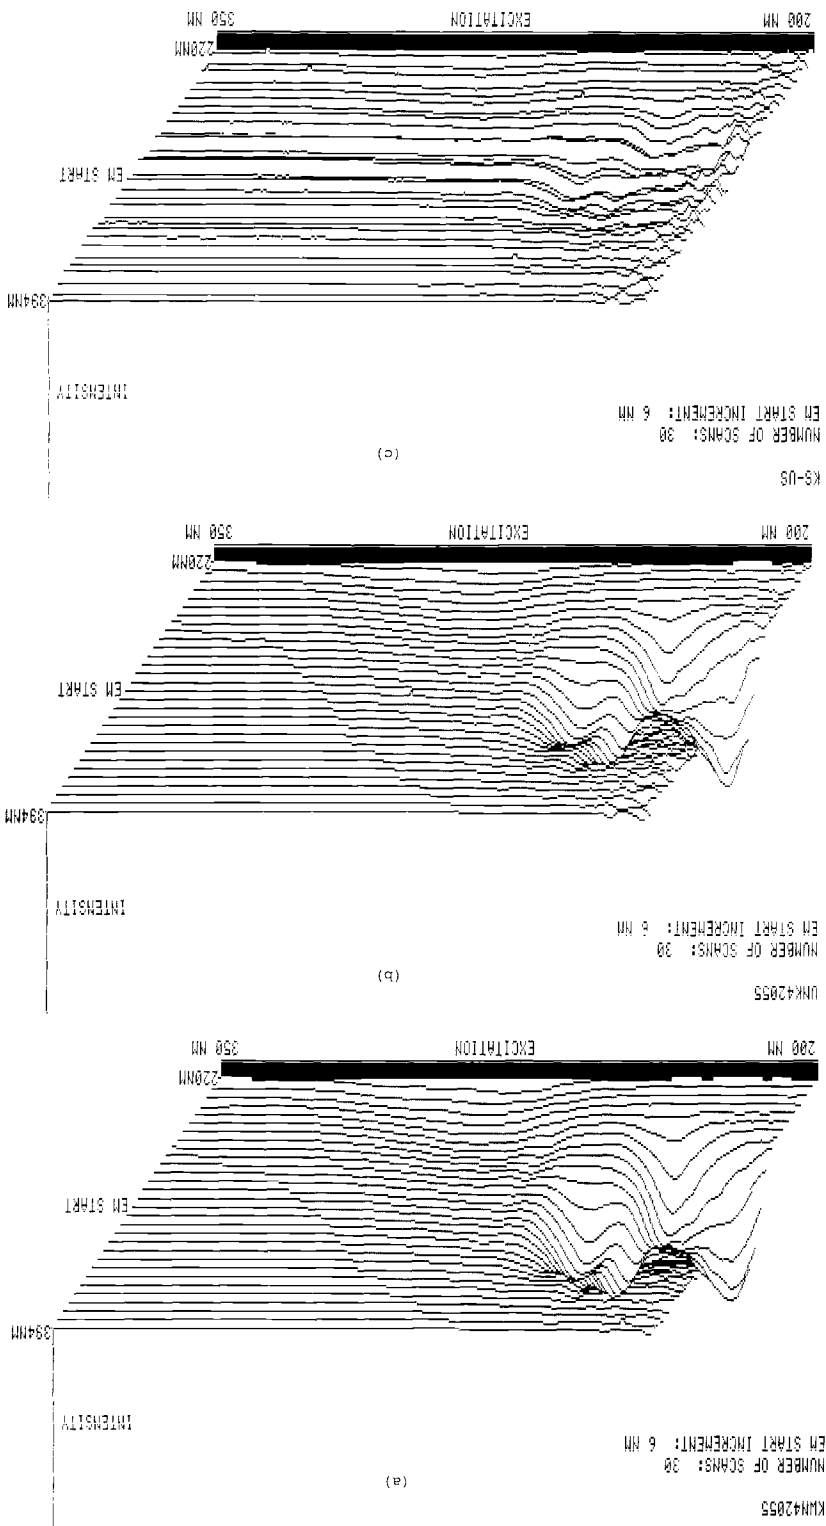 KWN42055
(a)
NUMBER OF SCANS: 30
EM START INCREMENT: 6 NM
INTENSITY
394NM
EM START
220NM
200 NM EXCITATION 350 NM
UNK42055
(b)
NUMBER OF SCANS: 30
EM START INCREMENT: 6 NM
INTENSITY
394NM
EM START
220NM
200 NM EXCITATION 350 NM
KS-US
(c)
NUMBER OF SCANS: 30
EM START INCREMENT: 6 NM
INTENSITY
394NM
EM START
220NM
200 NM EXCITATION 350 NM